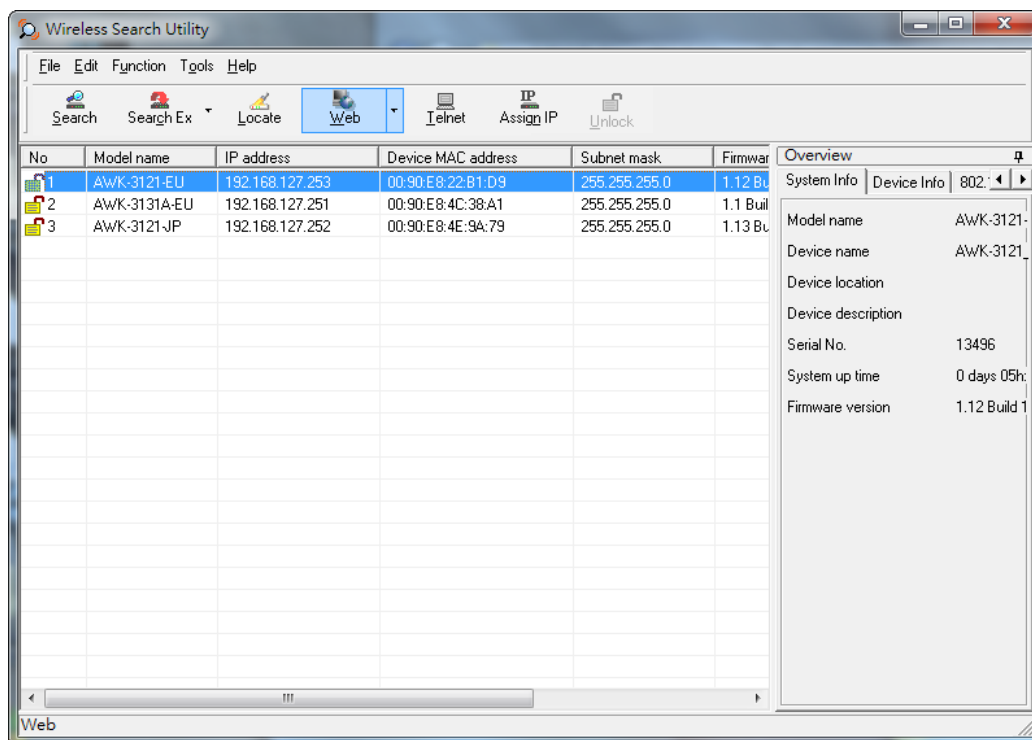 Wireless Search Utility
File Edit Function Tools Help
Search Search Ex Locate Web Telnet IP Assign IP Unlock
No Model name IP address Device MAC address Subnet mask Firmwar
1 AWK-3121-EU 192.168.127.253 00:90:E8:22:B1:D9 255.255.255.0 1.12 Bu
2 AWK-3131A-EU 192.168.127.251 00:90:E8:4C:38:A1 255.255.255.0 1.1 Buil
3 AWK-3121-JP 192.168.127.252 00:90:E8:4E:9A:79 255.255.255.0 1.13 Bu
Overview
System Info Device Info 802.
Model name AWK-3121-
Device name AWK-3121_
Device location
Device description
Serial No. 13496
System up time 0 days 05h:
Firmware version 1.12 Build 1
Web